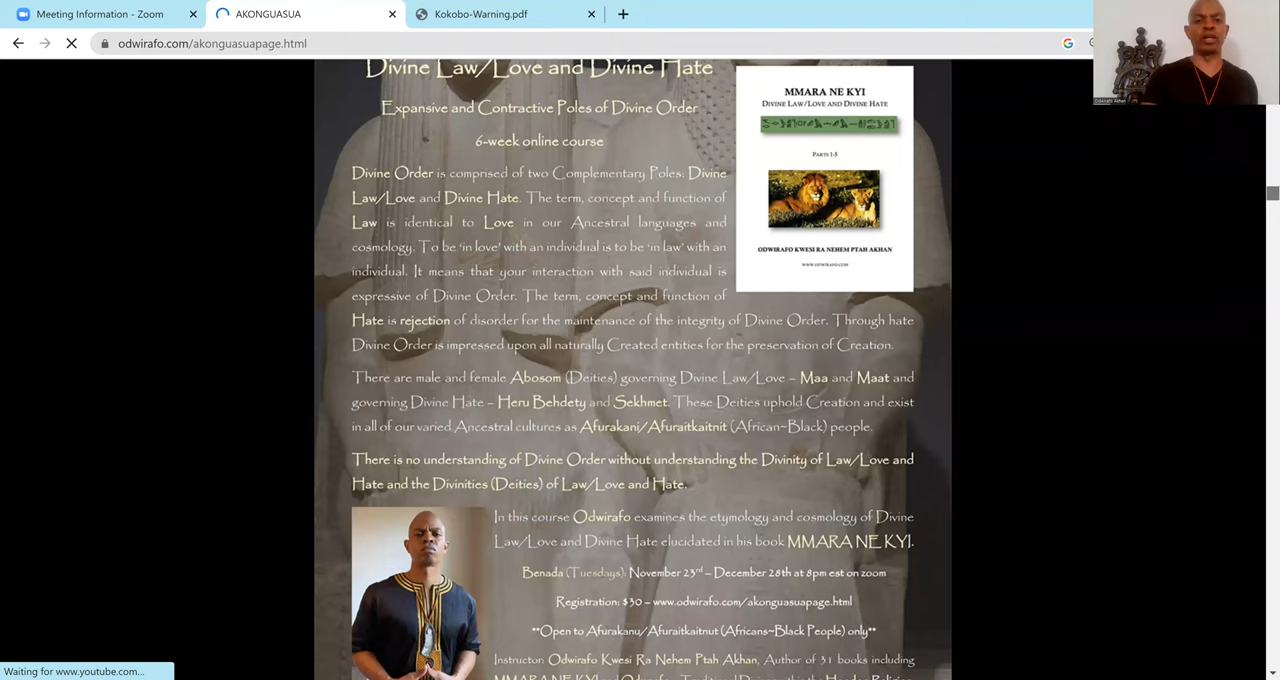 Meeting Information - Zoom
AKONGUASUA
Kokobo-Warning.pdf
odwirafo.com/akonguasuapage.html
Odwirafo Akhan
Divine Law/Love and Divine Hate
Expansive and Contractive Poles of Divine Order
6-week online course
Divine Order is comprised of two Complementary Poles: Divine
Law/Love and Divine Hate. The term, concept and function of
Law is identical to Love in our Ancestral languages and
cosmology. To be 'in love' with an individual is to be 'in law' with an
individual. It means that your interaction with said individual is
expressive of Divine Order. The term, concept and function of
Hate is rejection of disorder for the maintenance of the integrity of Divine Order. Through hate
Divine Order is impressed upon all naturally Created entities for the preservation of Creation.
MMARA NE KYI
DIVINE LAW/LOVE AND DIVINE HATE
PARTS 1-5
ODWIRAFO KWESI RA NEHEM PTAH AKHAN
WWW.ODWIRAFO.COM
There are male and female Abosom (Deities) governing Divine Law/Love – Maa and Maat and
governing Divine Hate – Heru Behdety and Sekhmet. These Deities uphold Creation and exist
in all of our varied Ancestral cultures as Afurakani/Afuraitkaitnit (African~Black) people.
There is no understanding of Divine Order without understanding the Divinity of Law/Love and
Hate and the Divinities (Deities) of Law/Love and Hate.
In this course Odwirafo examines the etymology and cosmology of Divine
Law/Love and Divine Hate elucidated in his book MMARA NE KYI.
Benada (Tuesdays): November 23rd – December 28th at 8pm est on zoom
Registration: $30 – www.odwirafo.com/akonguasuapage.html
**Open to Afurakanu/Afuraitkaitnut (Africans~Black People) only**
Instructor: Odwirafo Kwesi Ra Nehem Ptah Akhan, Author of 31 books including
Waiting for www.youtube.com...